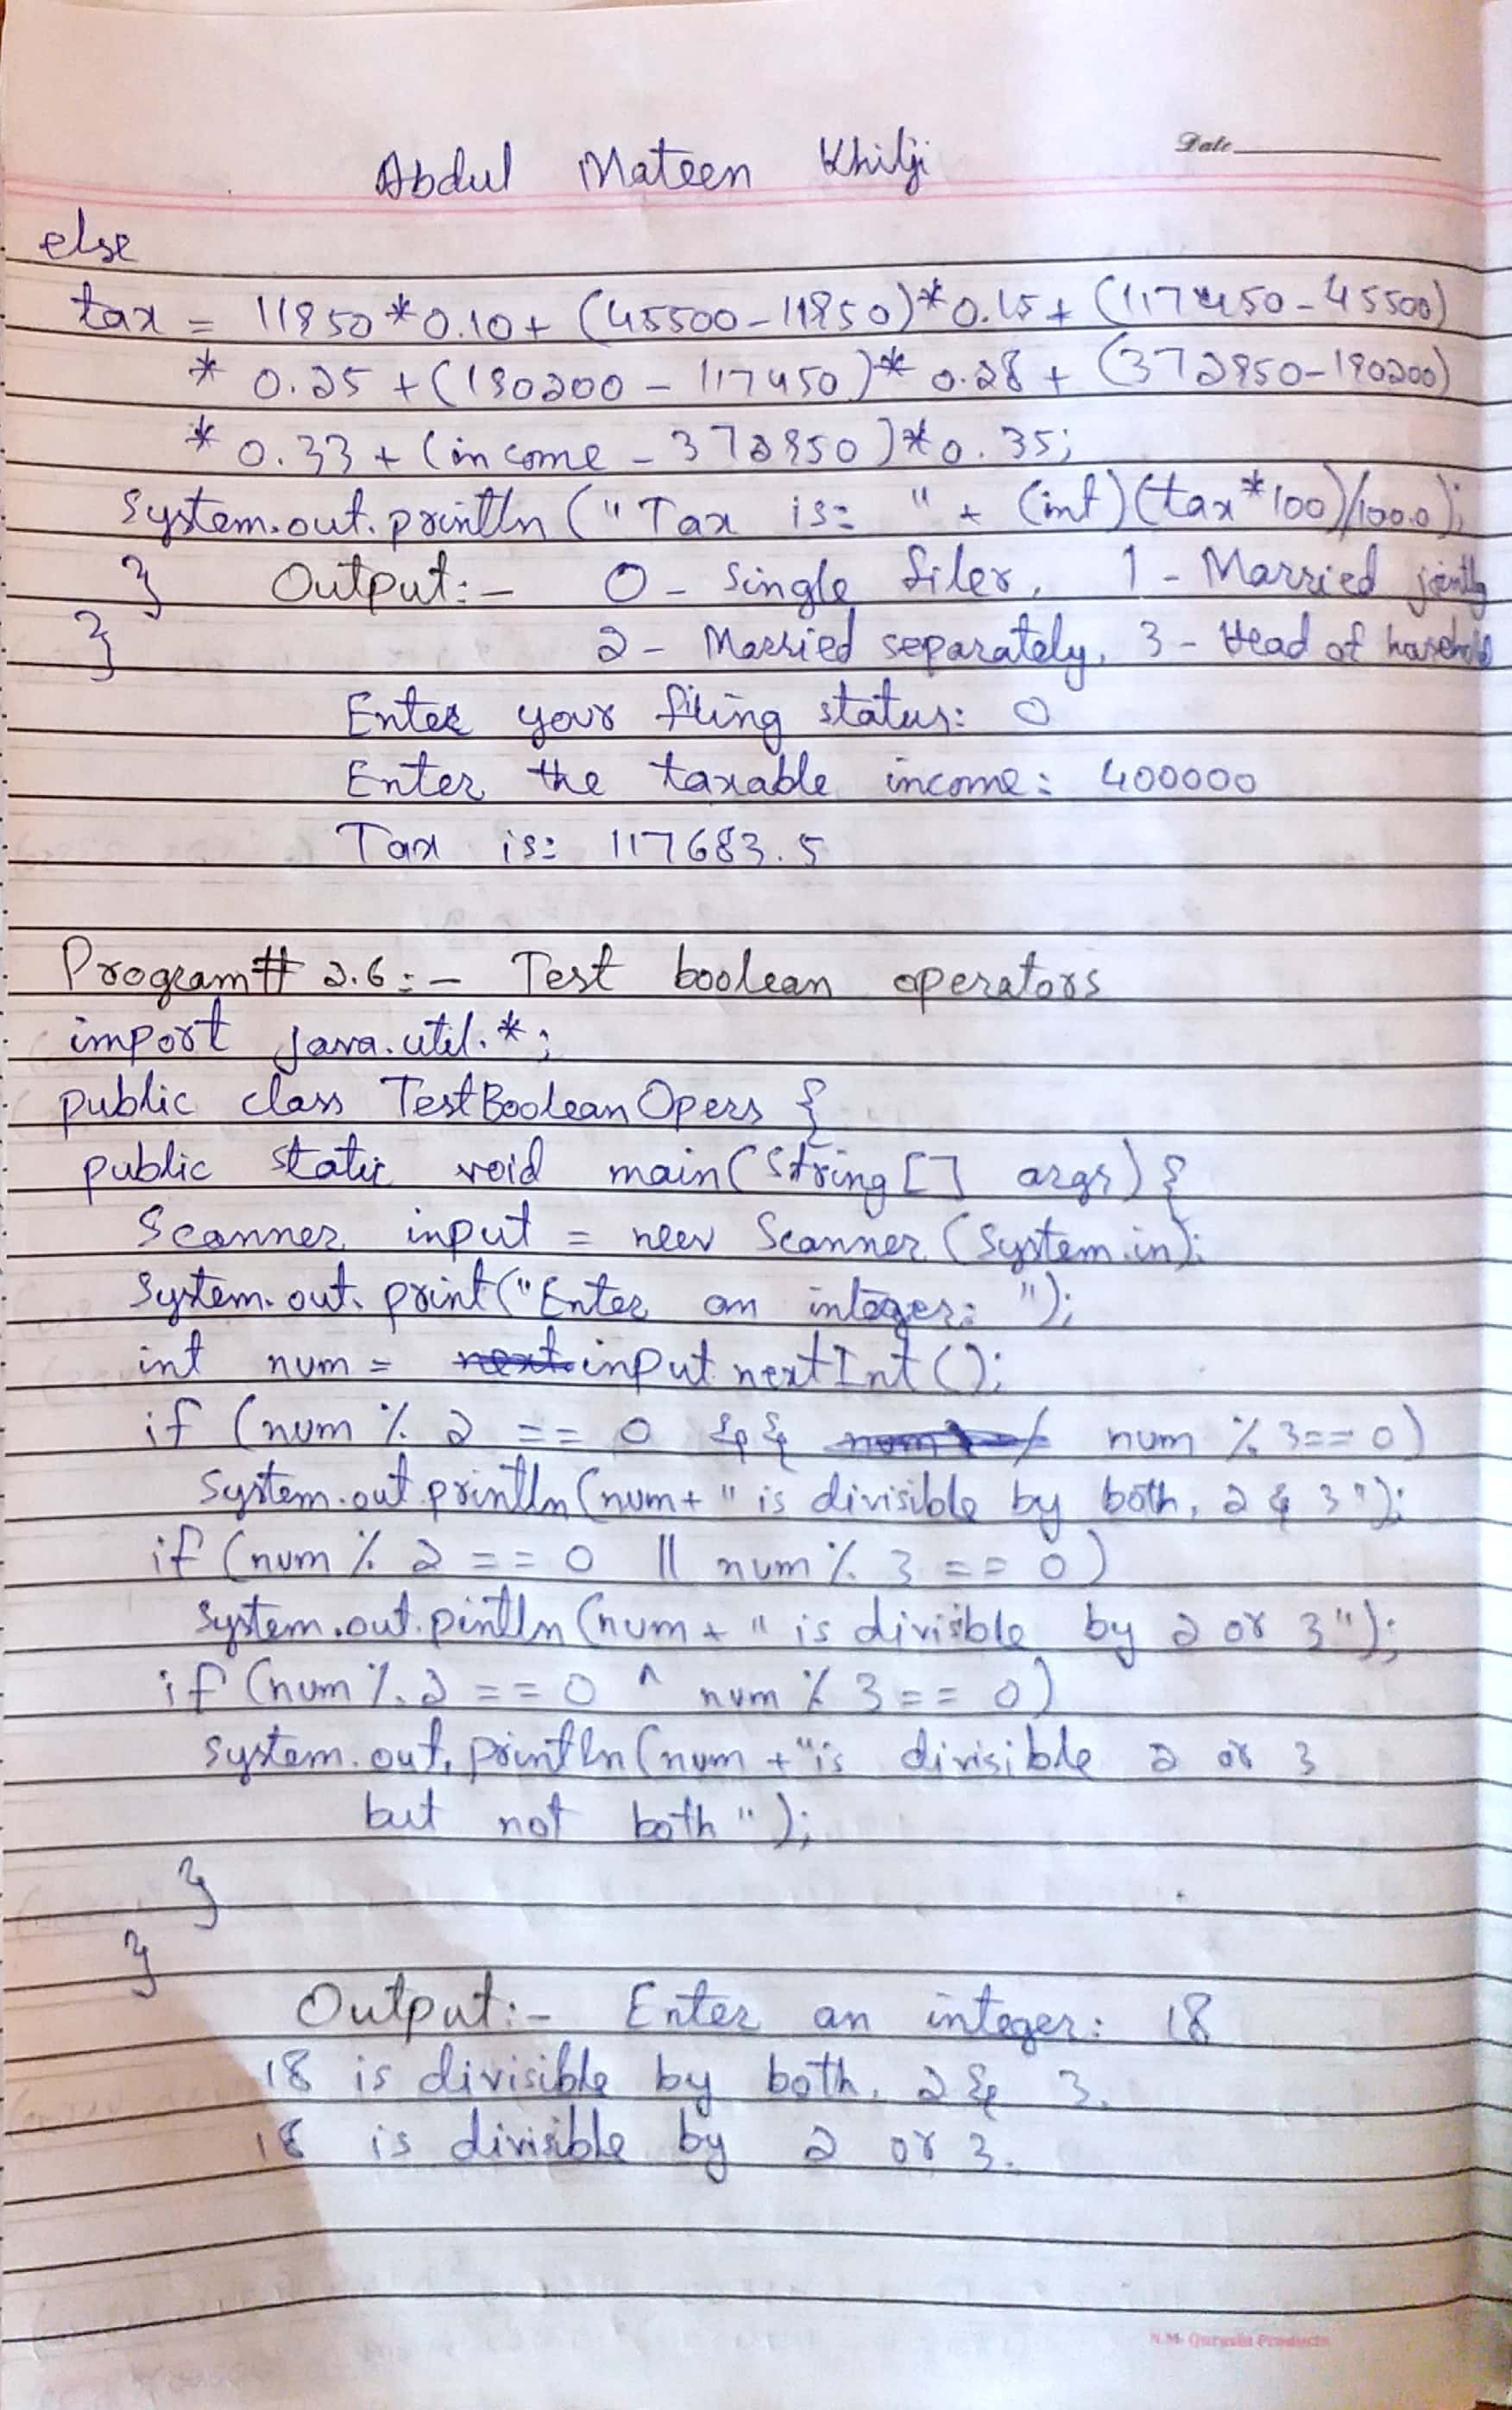 Date
Abdul Mateen Khilji
else
tax = 11950*0.10+ (45500-11950)*0.15+ (117450-45500)
* 0.25 +(190200 - 117450)* 0.28 + (372950-190200)
* 0.33 + (income - 372950)*0.35;
System.out.println ("Tax is: " + (int)(tax*100)/100.0);
} Output:- 0 - Single filer, 1 - Married jointly
} 2 - Married separately, 3 - Head of household
Enter your filing status: 0
Enter the taxable income: 400000
Tax is: 117683.5
Program# 2.6:- Test boolean operators
import java.util.*;
public class TestBooleanOpers {
public static void main(String[] args) {
Scanner input = new Scanner (System.in);
System.out.print("Enter an integer: ");
int num = next.input nextInt();
if (num % 2 == 0 && num % 3==0)
System.out.println(num+ " is divisible by both, 2 & 3");
if (num % 2 == 0 || num % 3 == 0)
System.out.pintln(num+ " is divisible by 2 or 3");
if (num % 2 == 0 ^ num % 3 == 0)
System.out.println(num +"is divisible 2 or 3
but not both");
}
}
Output:- Enter an integer: 18
18 is divisible by both, 2 & 3.
18 is divisible by 2 or 3.
N.M. Qureshi Products